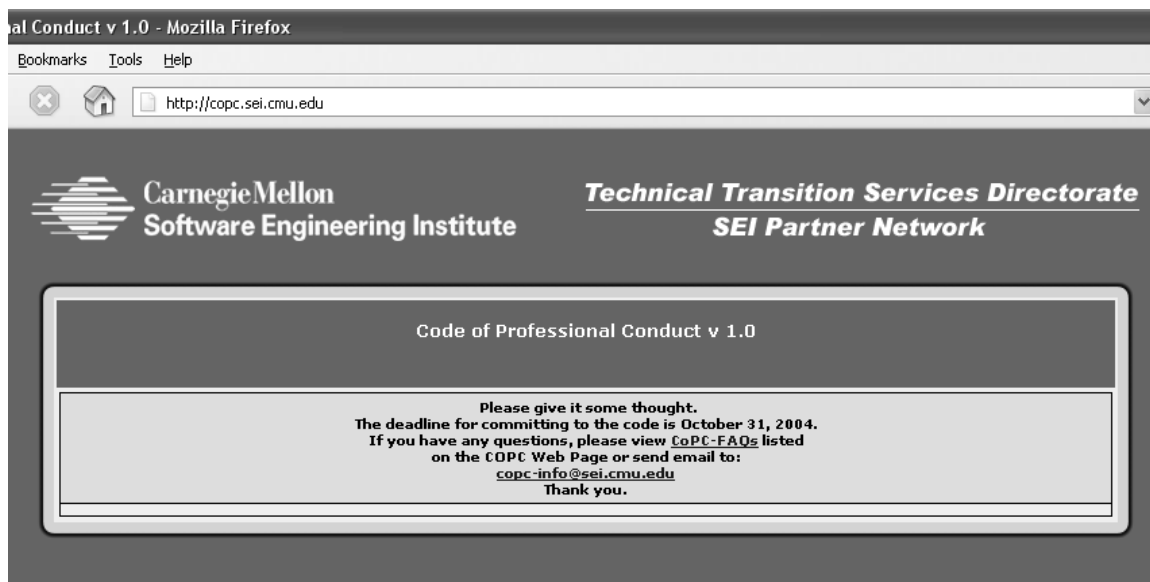 al Conduct v 1.0 - Mozilla Firefox
Bookmarks Tools Help
http://copc.sei.cmu.edu
CarnegieMellon
Software Engineering Institute
Technical Transition Services Directorate
SEI Partner Network
Code of Professional Conduct v 1.0
Please give it some thought.
The deadline for committing to the code is October 31, 2004.
If you have any questions, please view CoPC-FAQs listed
on the COPC Web Page or send email to:
copc-info@sei.cmu.edu
Thank you.